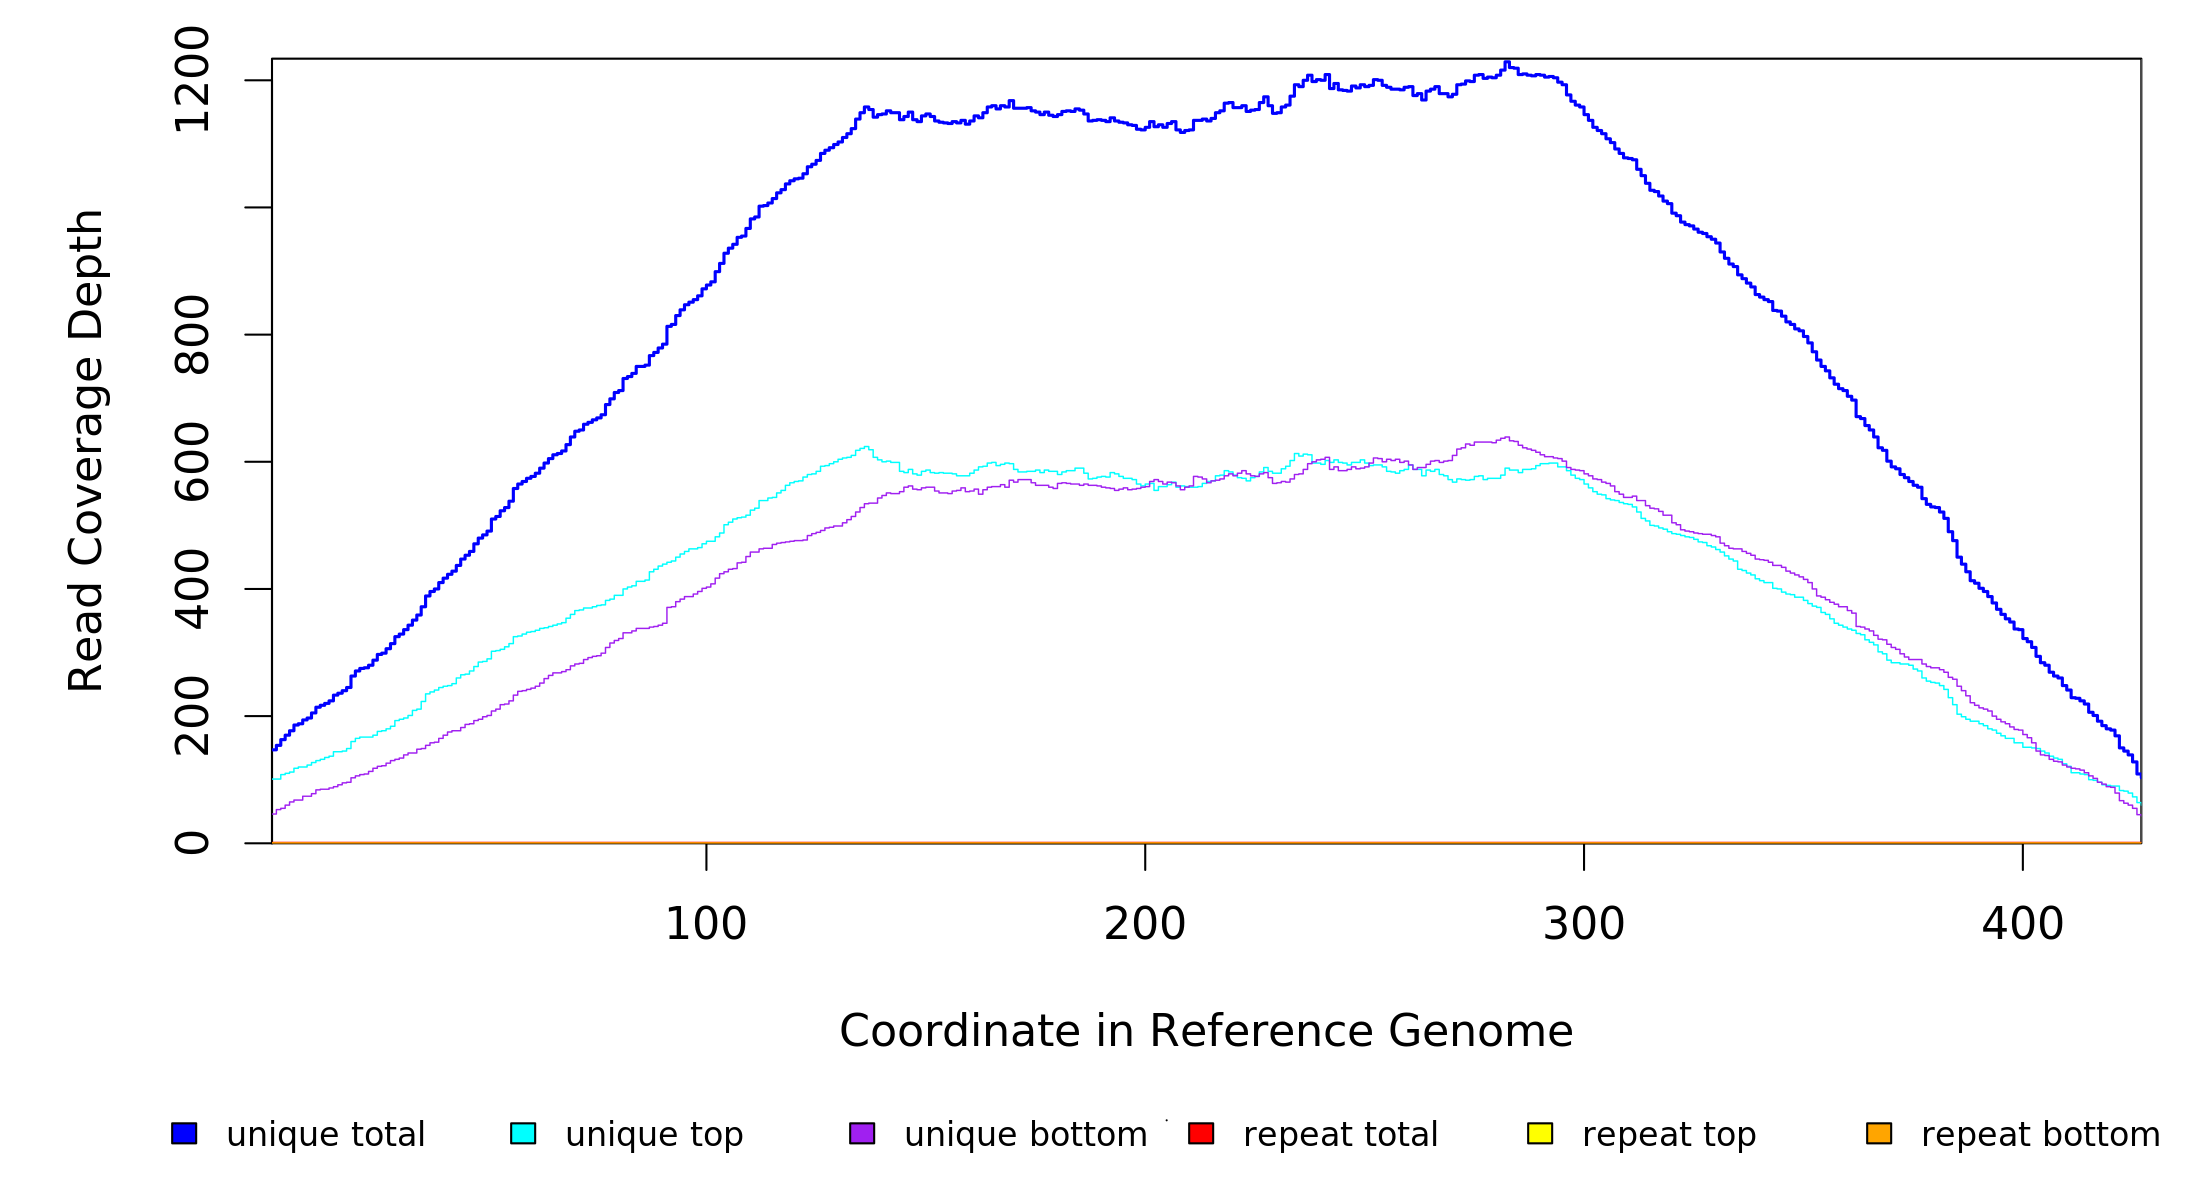 Read Coverage Depth
1200
800
600
400
200
0
100 200 300 400
Coordinate in Reference Genome
unique total unique top unique bottom repeat total repeat top repeat bottom